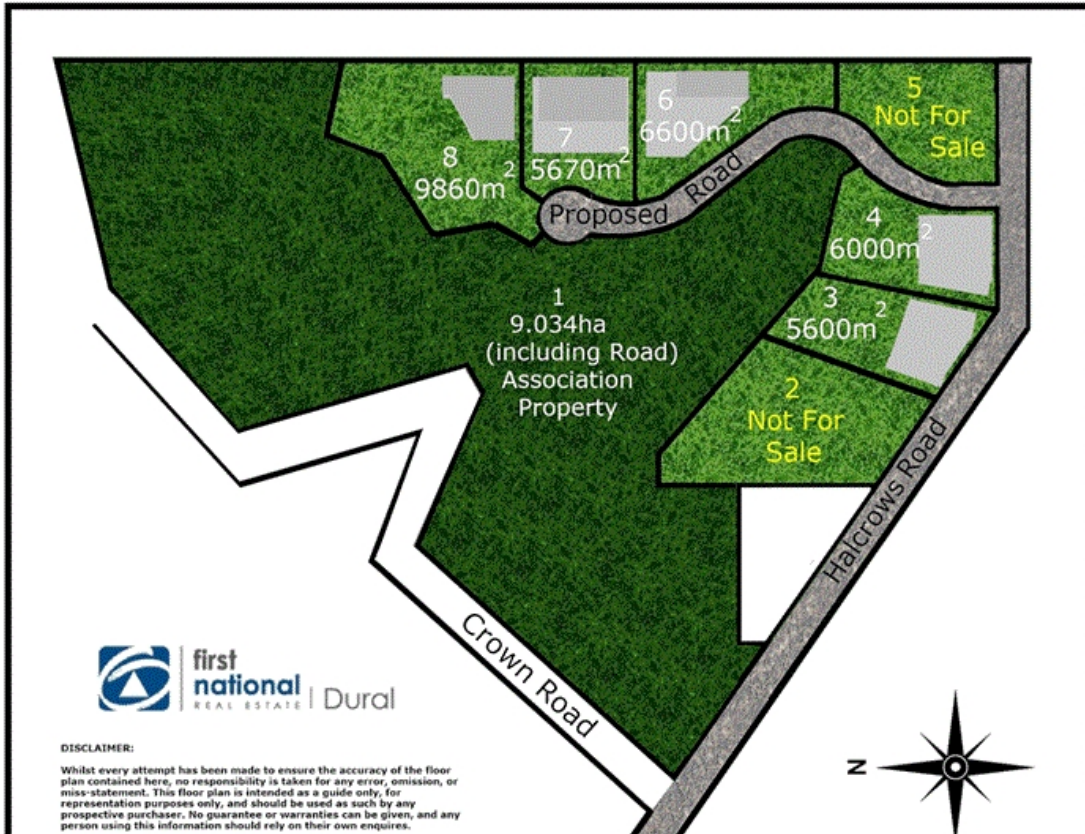 5
Not For
Sale
6
6600m²
7
5670m²
8
9860m²
Proposed Road
4
6000m²
3
5600m²
1
9.034ha
(including Road)
Association
Property
2
Not For
Sale
Halcrows Road
Crown Road
first
national
REAL ESTATE
Dural
N
DISCLAIMER:
Whilst every attempt has been made to ensure the accuracy of the floor
plan contained here, no responsibility is taken for any error, omission, or
miss-statement. This floor plan is intended as a guide only, for
representation purposes only, and should be used as such by any
prospective purchaser. No guarantee or warranties can be given, and any
person using this information should rely on their own enquires.